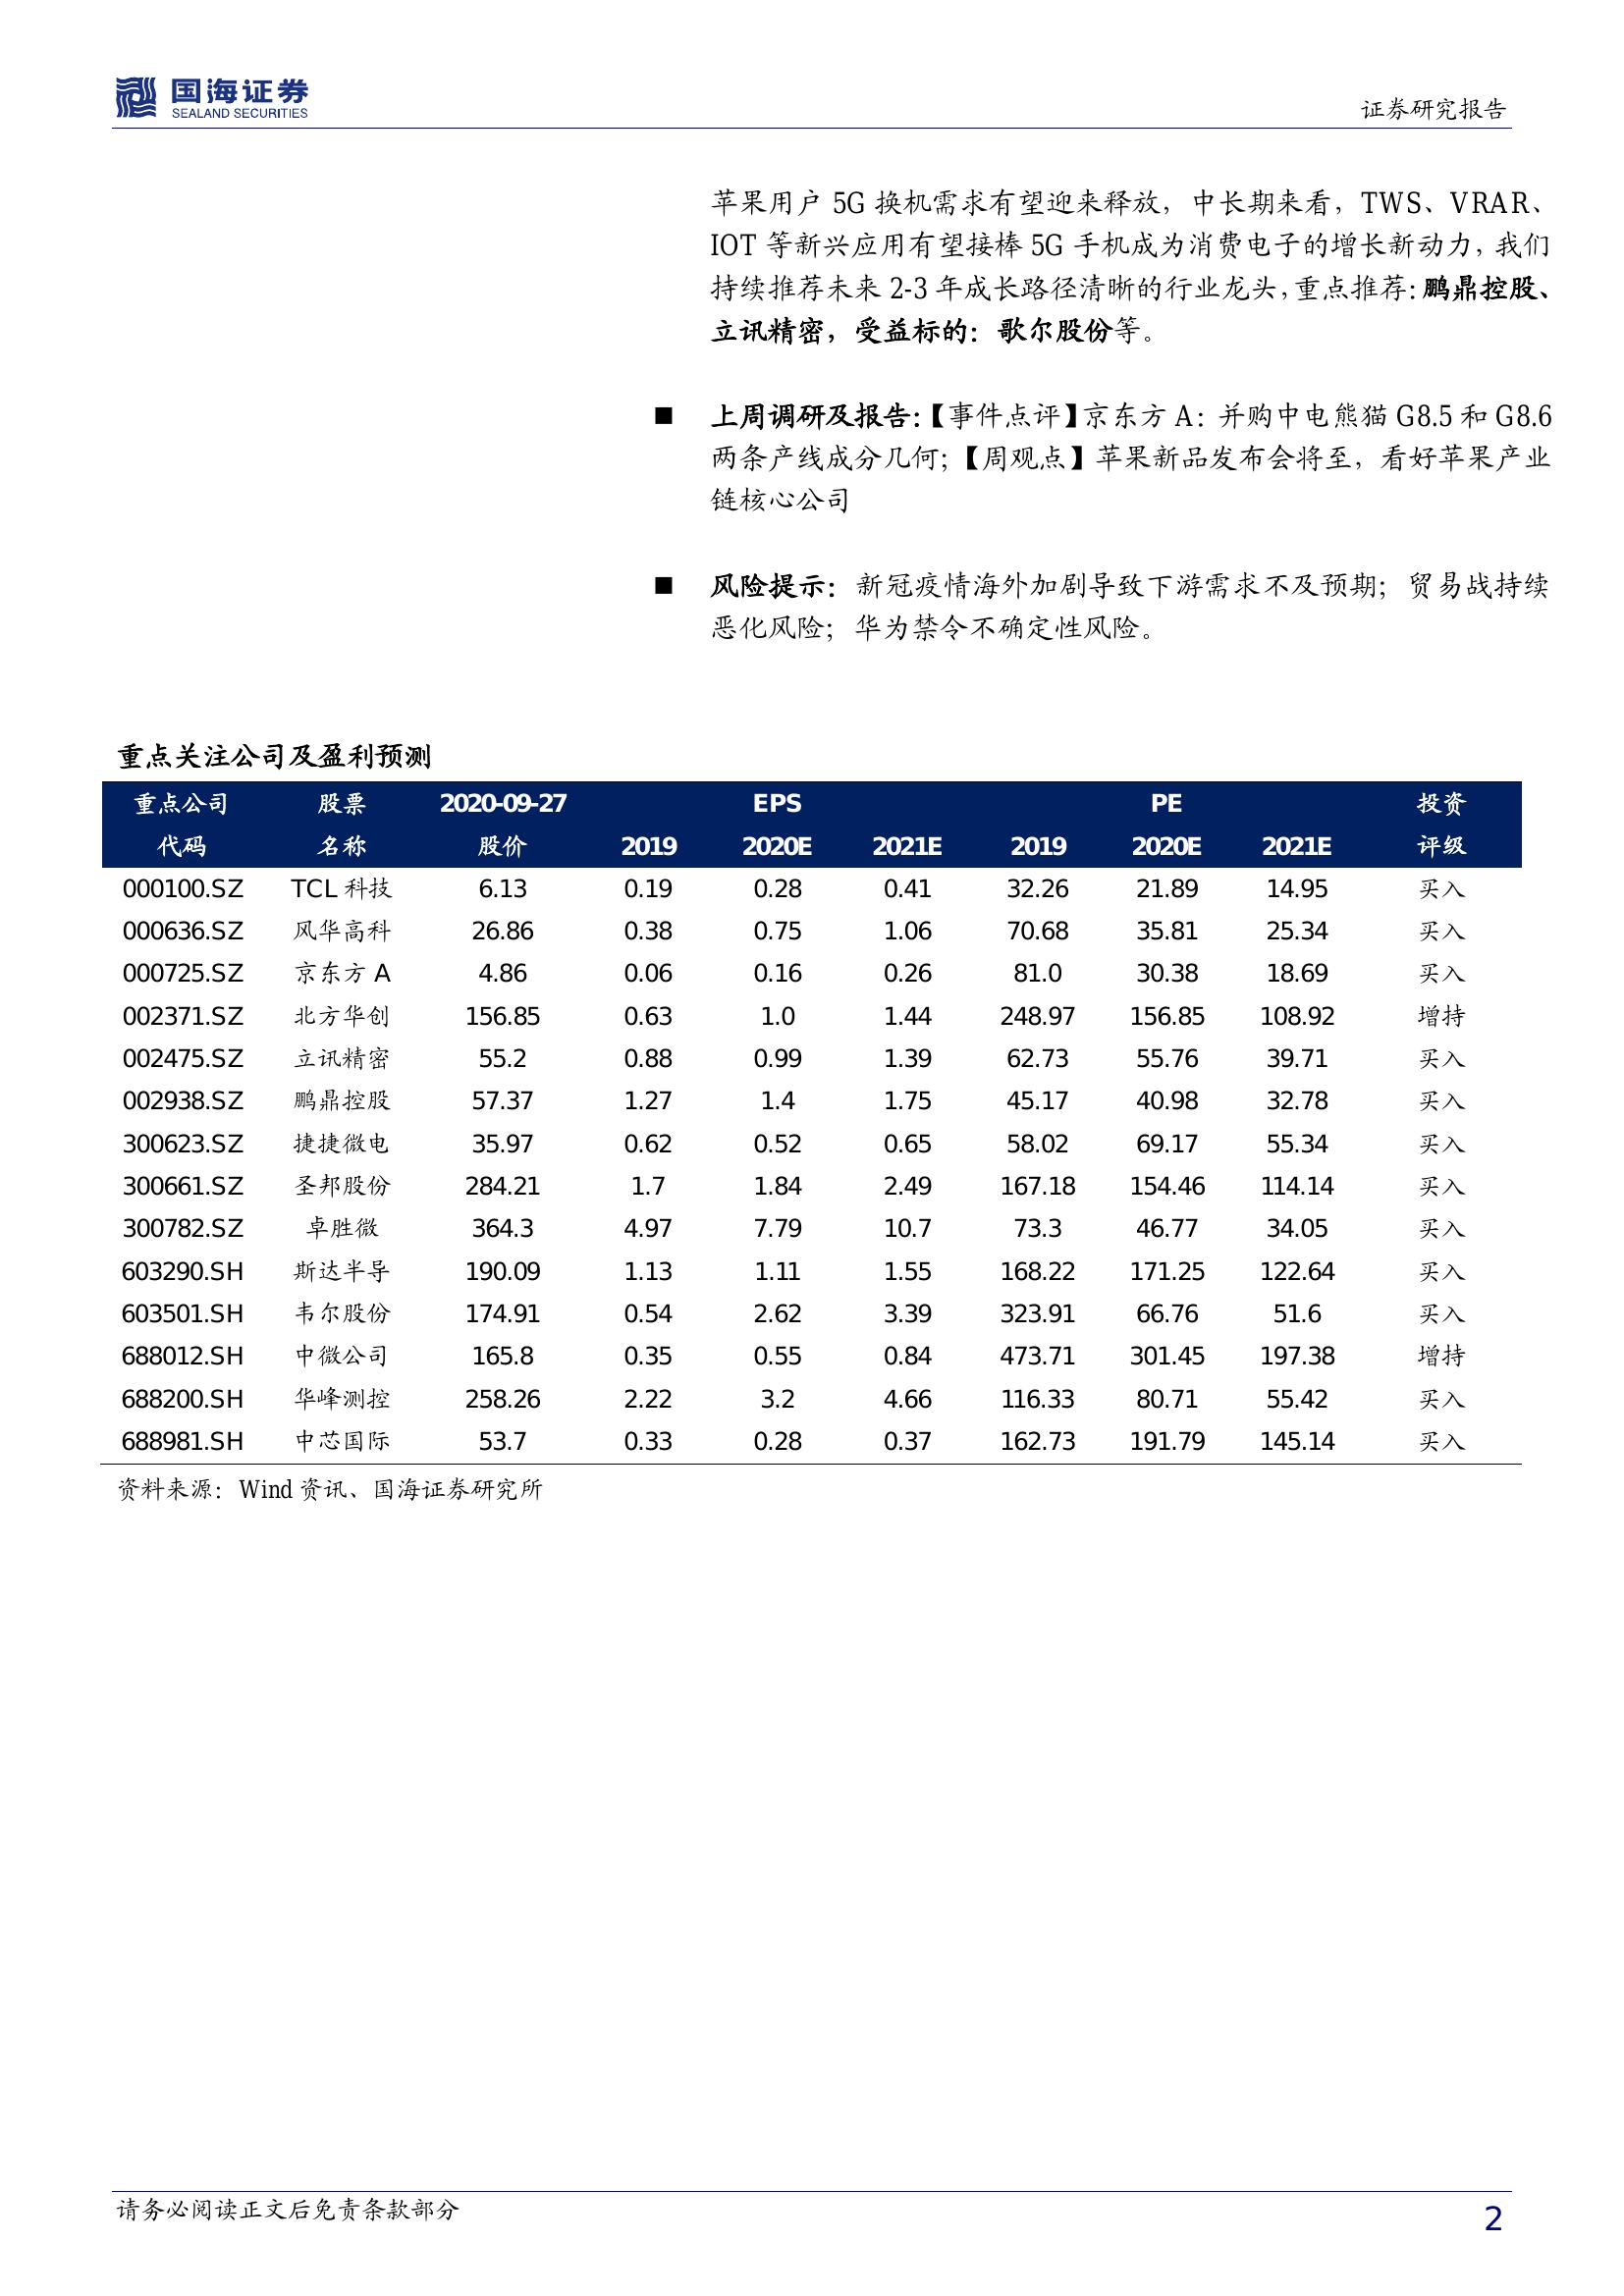 国海证券
SEALAND SECURITIES
证券研究报告
苹果用户 5G 换机需求有望迎来释放，中长期来看，TWS、VRAR、
IOT 等新兴应用有望接棒 5G 手机成为消费电子的增长新动力，我们
持续推荐未来 2-3 年成长路径清晰的行业龙头，重点推荐：鹏鼎控股、
立讯精密，受益标的：歌尔股份等。
■ 上周调研及报告：【事件点评】京东方 A：并购中电熊猫 G8.5 和 G8.6
两条产线成分几何；【周观点】苹果新品发布会将至，看好苹果产业
链核心公司
■ 风险提示：新冠疫情海外加剧导致下游需求不及预期；贸易战持续
恶化风险；华为禁令不确定性风险。
重点关注公司及盈利预测
重点公司 股票 2020-09-27 EPS PE 投资
代码 名称 股价 2019 2020E 2021E 2019 2020E 2021E 评级
000100.SZ TCL 科技 6.13 0.19 0.28 0.41 32.26 21.89 14.95 买入
000636.SZ 风华高科 26.86 0.38 0.75 1.06 70.68 35.81 25.34 买入
000725.SZ 京东方 A 4.86 0.06 0.16 0.26 81.0 30.38 18.69 买入
002371.SZ 北方华创 156.85 0.63 1.0 1.44 248.97 156.85 108.92 增持
002475.SZ 立讯精密 55.2 0.88 0.99 1.39 62.73 55.76 39.71 买入
002938.SZ 鹏鼎控股 57.37 1.27 1.4 1.75 45.17 40.98 32.78 买入
300623.SZ 捷捷微电 35.97 0.62 0.52 0.65 58.02 69.17 55.34 买入
300661.SZ 圣邦股份 284.21 1.7 1.84 2.49 167.18 154.46 114.14 买入
300782.SZ 卓胜微 364.3 4.97 7.79 10.7 73.3 46.77 34.05 买入
603290.SH 斯达半导 190.09 1.13 1.11 1.55 168.22 171.25 122.64 买入
603501.SH 韦尔股份 174.91 0.54 2.62 3.39 323.91 66.76 51.6 买入
688012.SH 中微公司 165.8 0.35 0.55 0.84 473.71 301.45 197.38 增持
688200.SH 华峰测控 258.26 2.22 3.2 4.66 116.33 80.71 55.42 买入
688981.SH 中芯国际 53.7 0.33 0.28 0.37 162.73 191.79 145.14 买入
资料来源：Wind 资讯、国海证券研究所
请务必阅读正文后免责条款部分
2